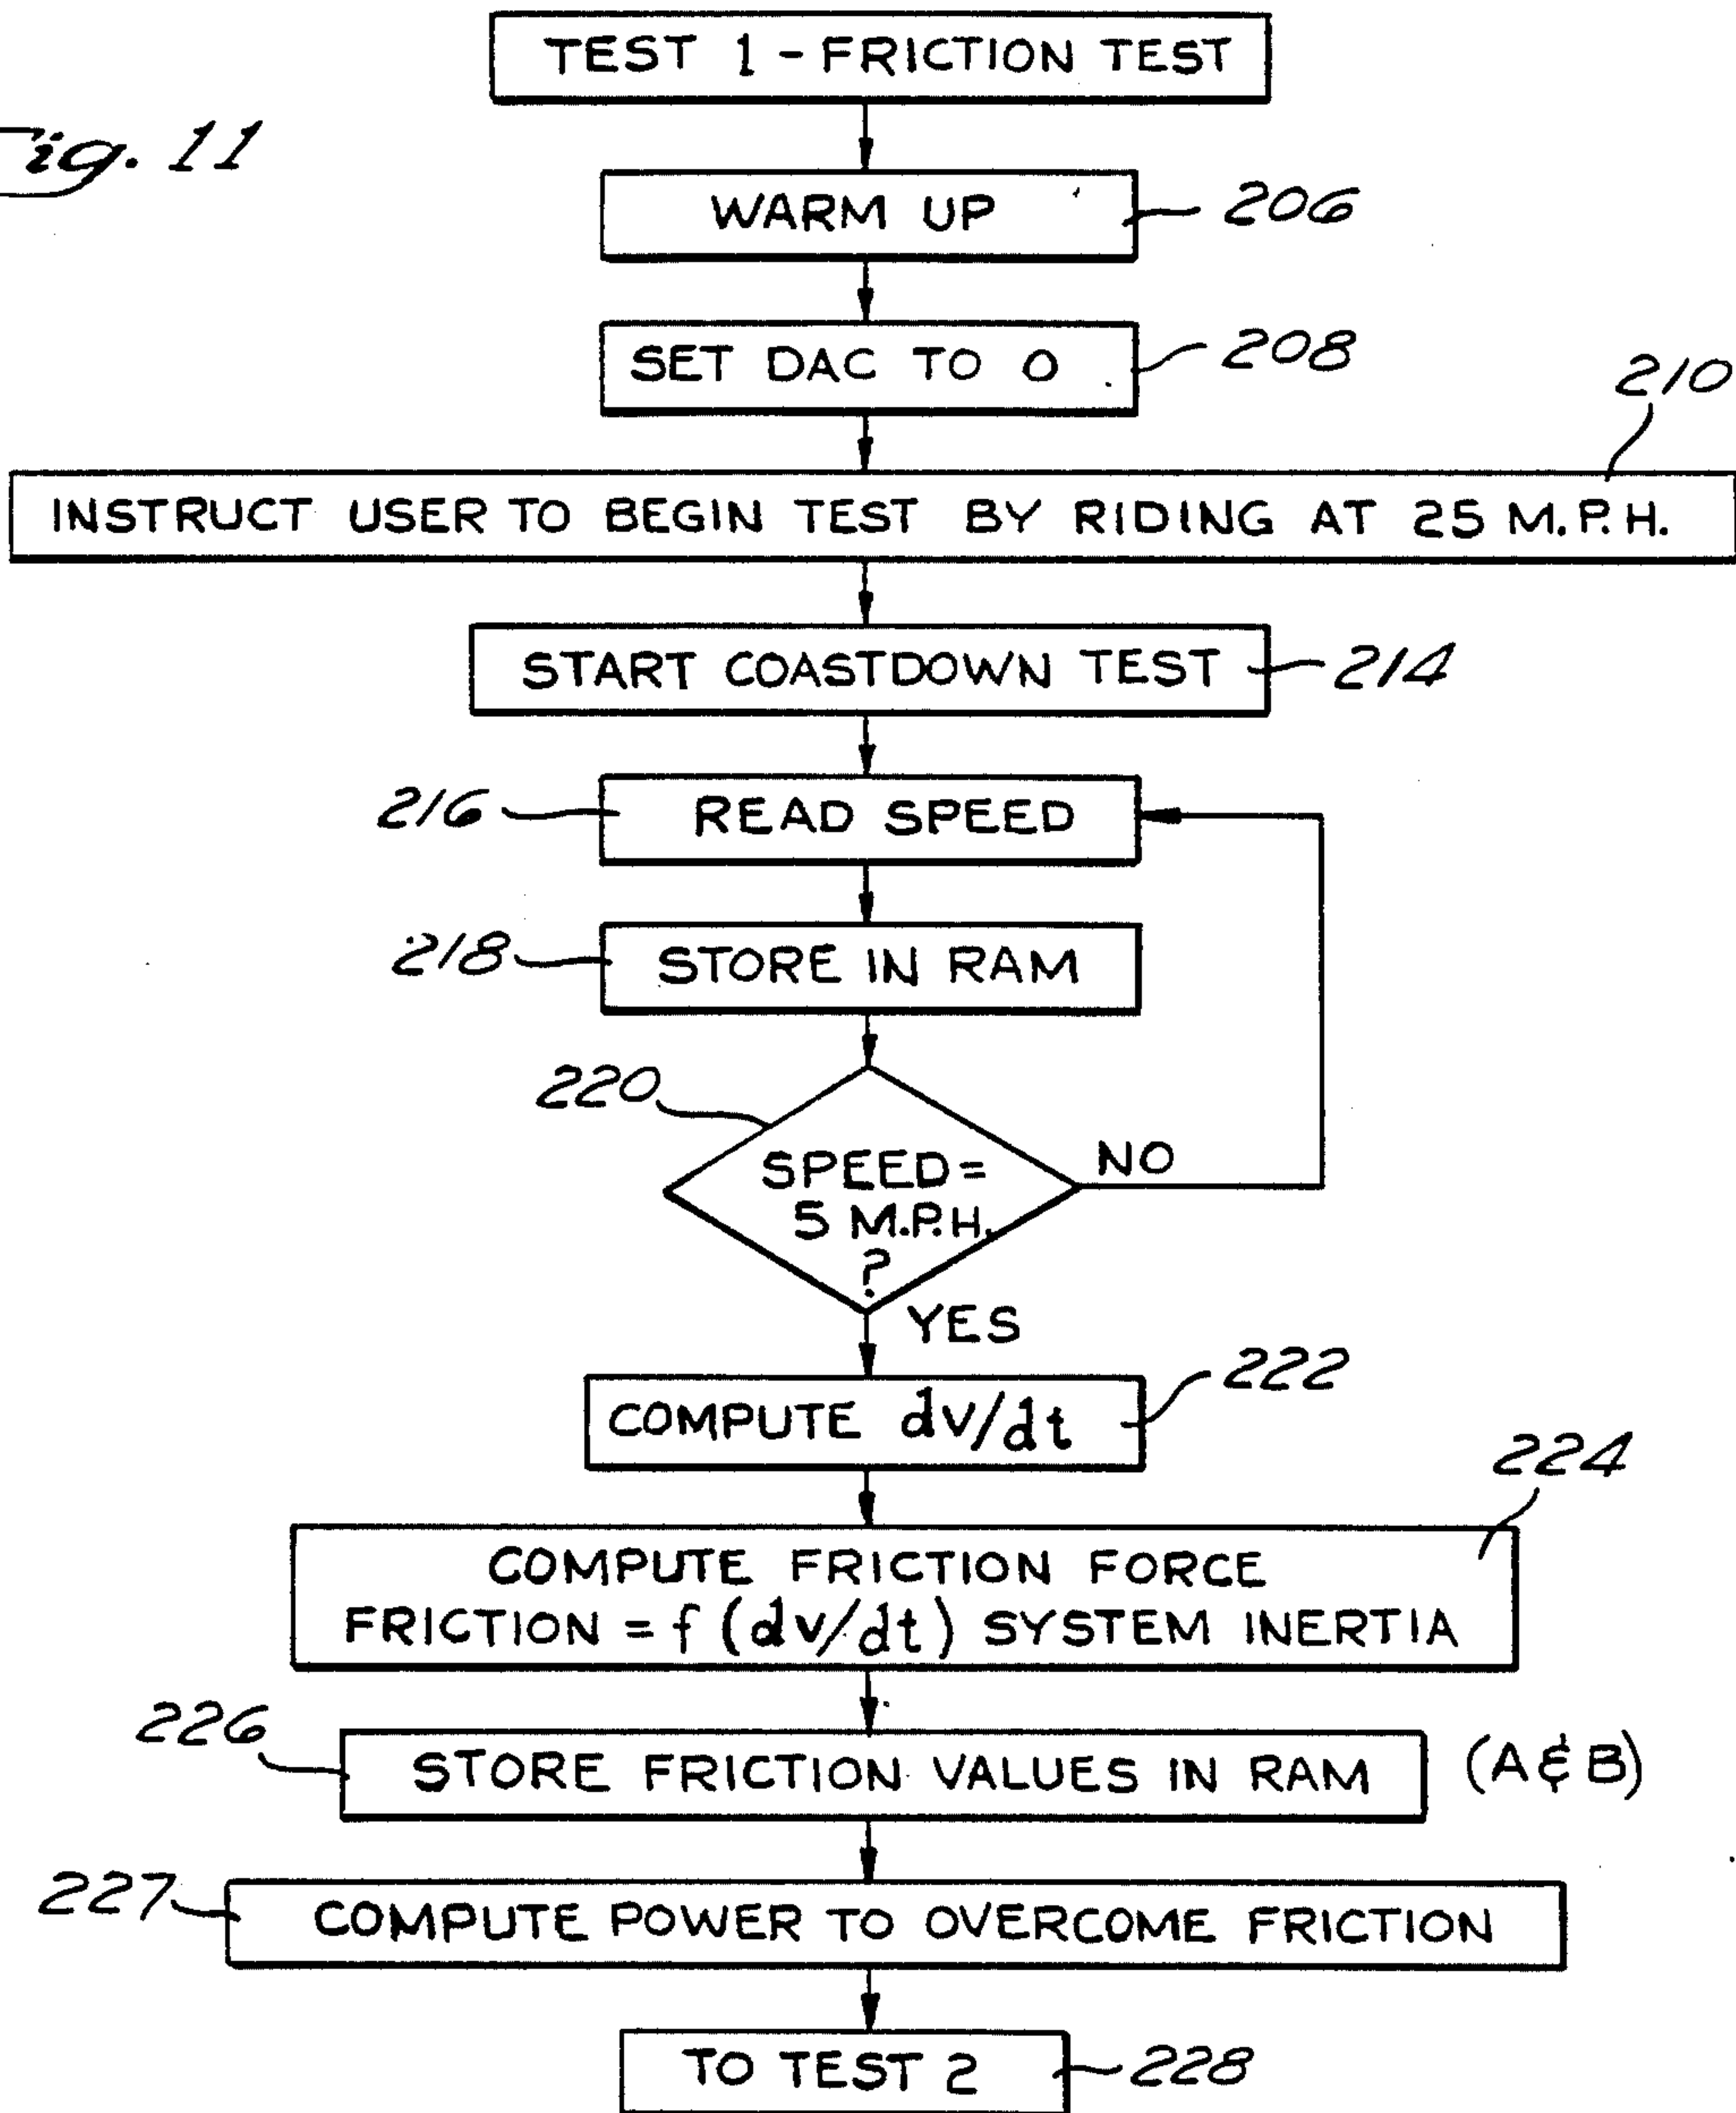 Fig. 11
TEST 1 - FRICTION TEST
WARM UP
206
SET DAC TO 0
208
210
INSTRUCT USER TO BEGIN TEST BY RIDING AT 25 M.P.H.
START COASTDOWN TEST
214
216
READ SPEED
218
STORE IN RAM
220
SPEED =
5 M.P.H.
?
NO
YES
222
COMPUTE dv/dt
224
COMPUTE FRICTION FORCE
FRICTION = f (dv/dt) SYSTEM INERTIA
226
STORE FRICTION VALUES IN RAM (A & B)
227
COMPUTE POWER TO OVERCOME FRICTION
TO TEST 2
228